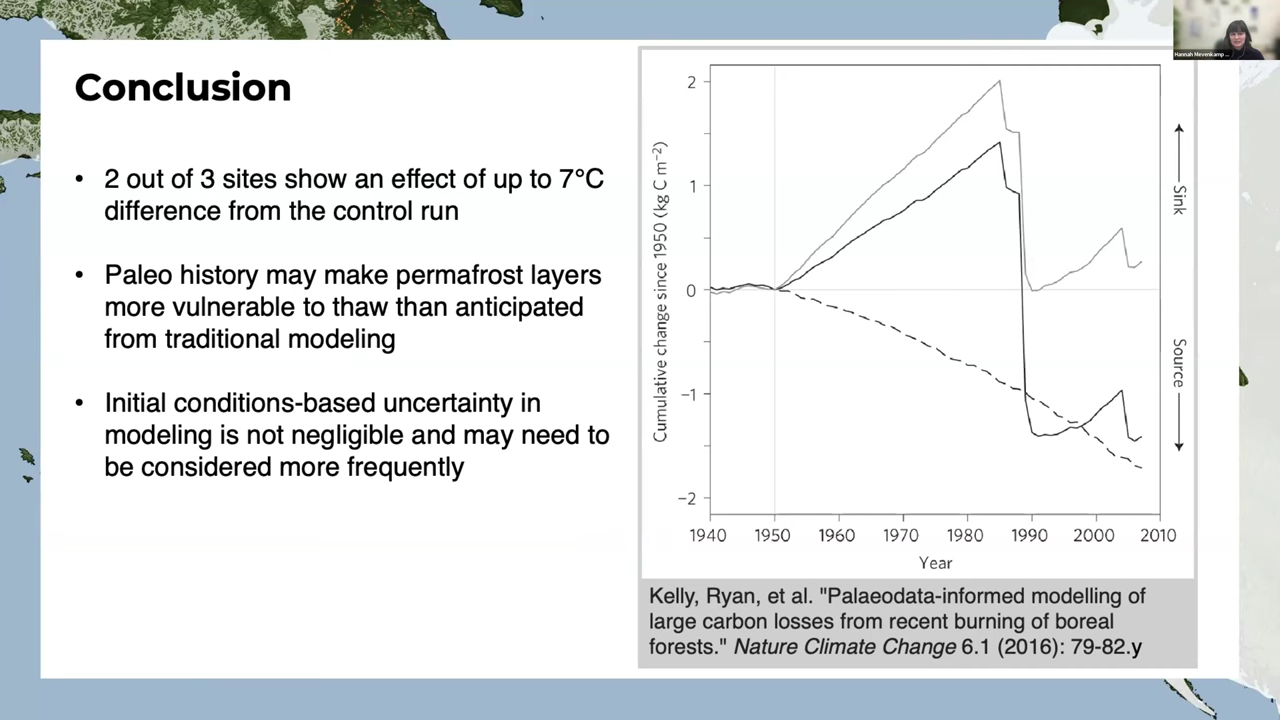 Conclusion
• 2 out of 3 sites show an effect of up to 7°C
difference from the control run
• Paleo history may make permafrost layers
more vulnerable to thaw than anticipated
from traditional modeling
• Initial conditions-based uncertainty in
modeling is not negligible and may need to
be considered more frequently
Cumulative change since 1950 (kg C m⁻²)
2
1
0
−1
−2
Sink
Source
1940 1950 1960 1970 1980 1990 2000 2010
Year
Kelly, Ryan, et al. "Palaeodata-informed modelling of
large carbon losses from recent burning of boreal
forests." Nature Climate Change 6.1 (2016): 79-82.y
Hannah Mevenkamp ...